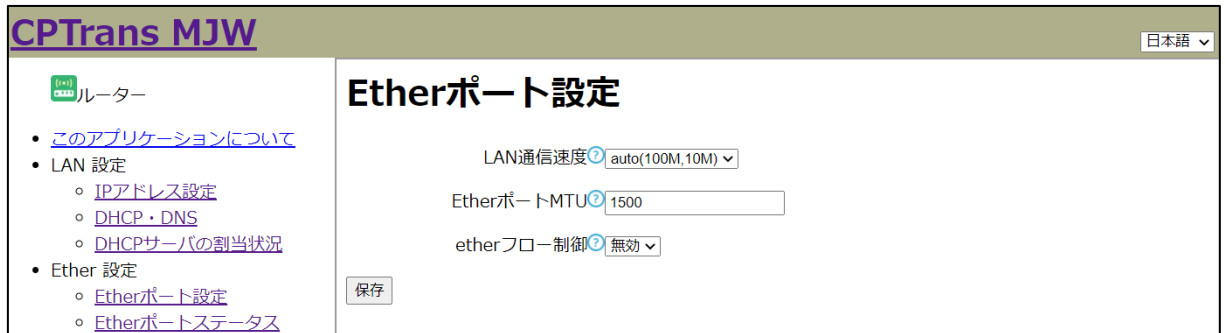 CPTrans MJW
日本語
ルーター
このアプリケーションについて
LAN 設定
IPアドレス設定
DHCP・DNS
DHCPサーバの割当状況
Ether 設定
Etherポート設定
Etherポートステータス
Etherポート設定
LAN通信速度 ? auto(100M,10M)
EtherポートMTU ? 1500
etherフロー制御 ? 無効
保存